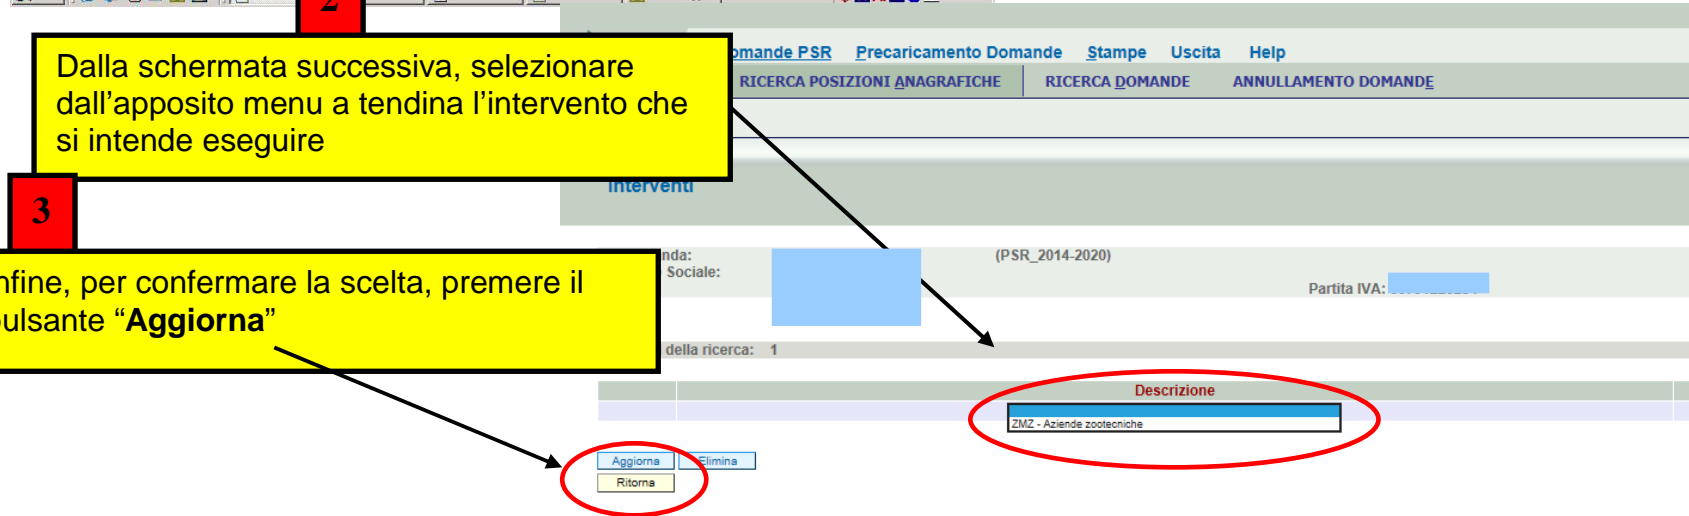 2
Dalla schermata successiva, selezionare
dall’apposito menu a tendina l’intervento che
si intende eseguire
omande PSR Precaricamento Domande Stampe Uscita Help
RICERCA POSIZIONI ANAGRAFICHE RICERCA DOMANDE ANNULLAMENTO DOMANDE
Interventi
3
nfine, per confermare la scelta, premere il
pulsante “Aggiorna”
nda: (PSR_2014-2020)
Sociale:
Partita IVA:
della ricerca: 1
Descrizione
ZMZ - Aziende zootecniche
Aggiorna Elimina
Ritorna